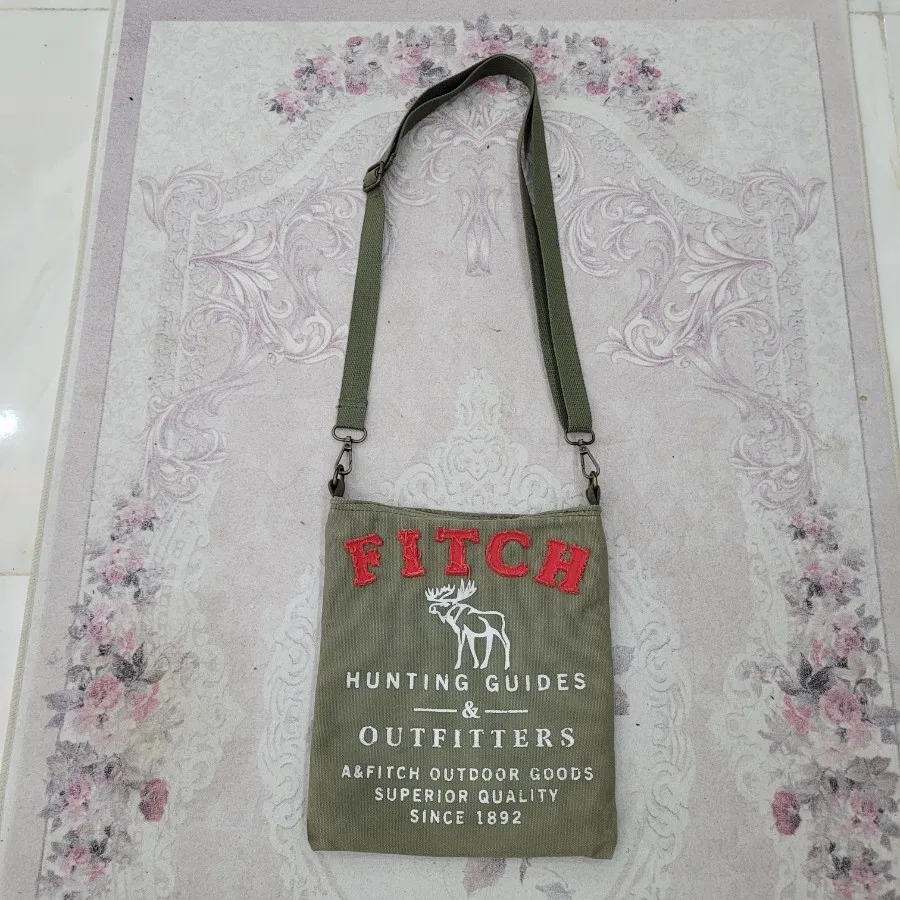 FITCH
HUNTING GUIDES
&
OUTFITTERS
A&FITCH OUTDOOR GOODS
SUPERIOR QUALITY
SINCE 1892